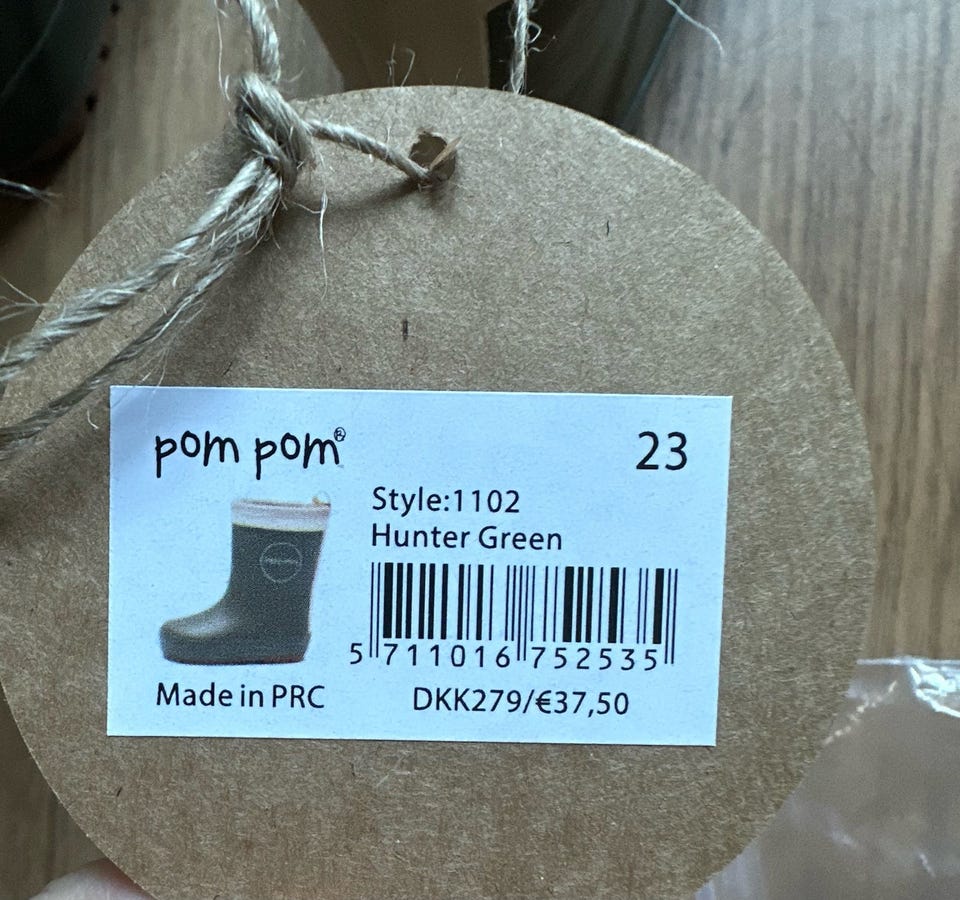 pom pom®
23
Style:1102
Hunter Green
5 711016 752535
Made in PRC
DKK279/€37,50